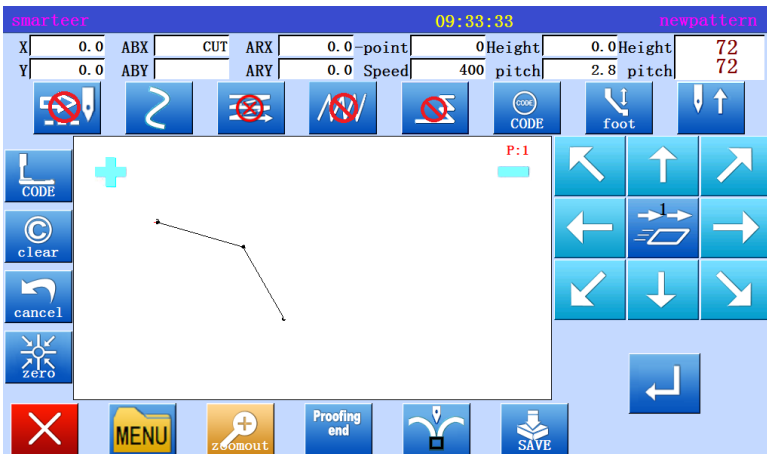 smarteer 09:33:33 newpattern
X 0.0 ABX CUT ARX 0.0 -point 0 Height 0.0 Height 72
Y 0.0 ABY ARY 0.0 Speed 400 pitch 2.8 pitch 72
CODE
CODE foot
P:1
CODE
1
clear
cancel
zero
MENU
zoomout
Proofing
end
SAVE